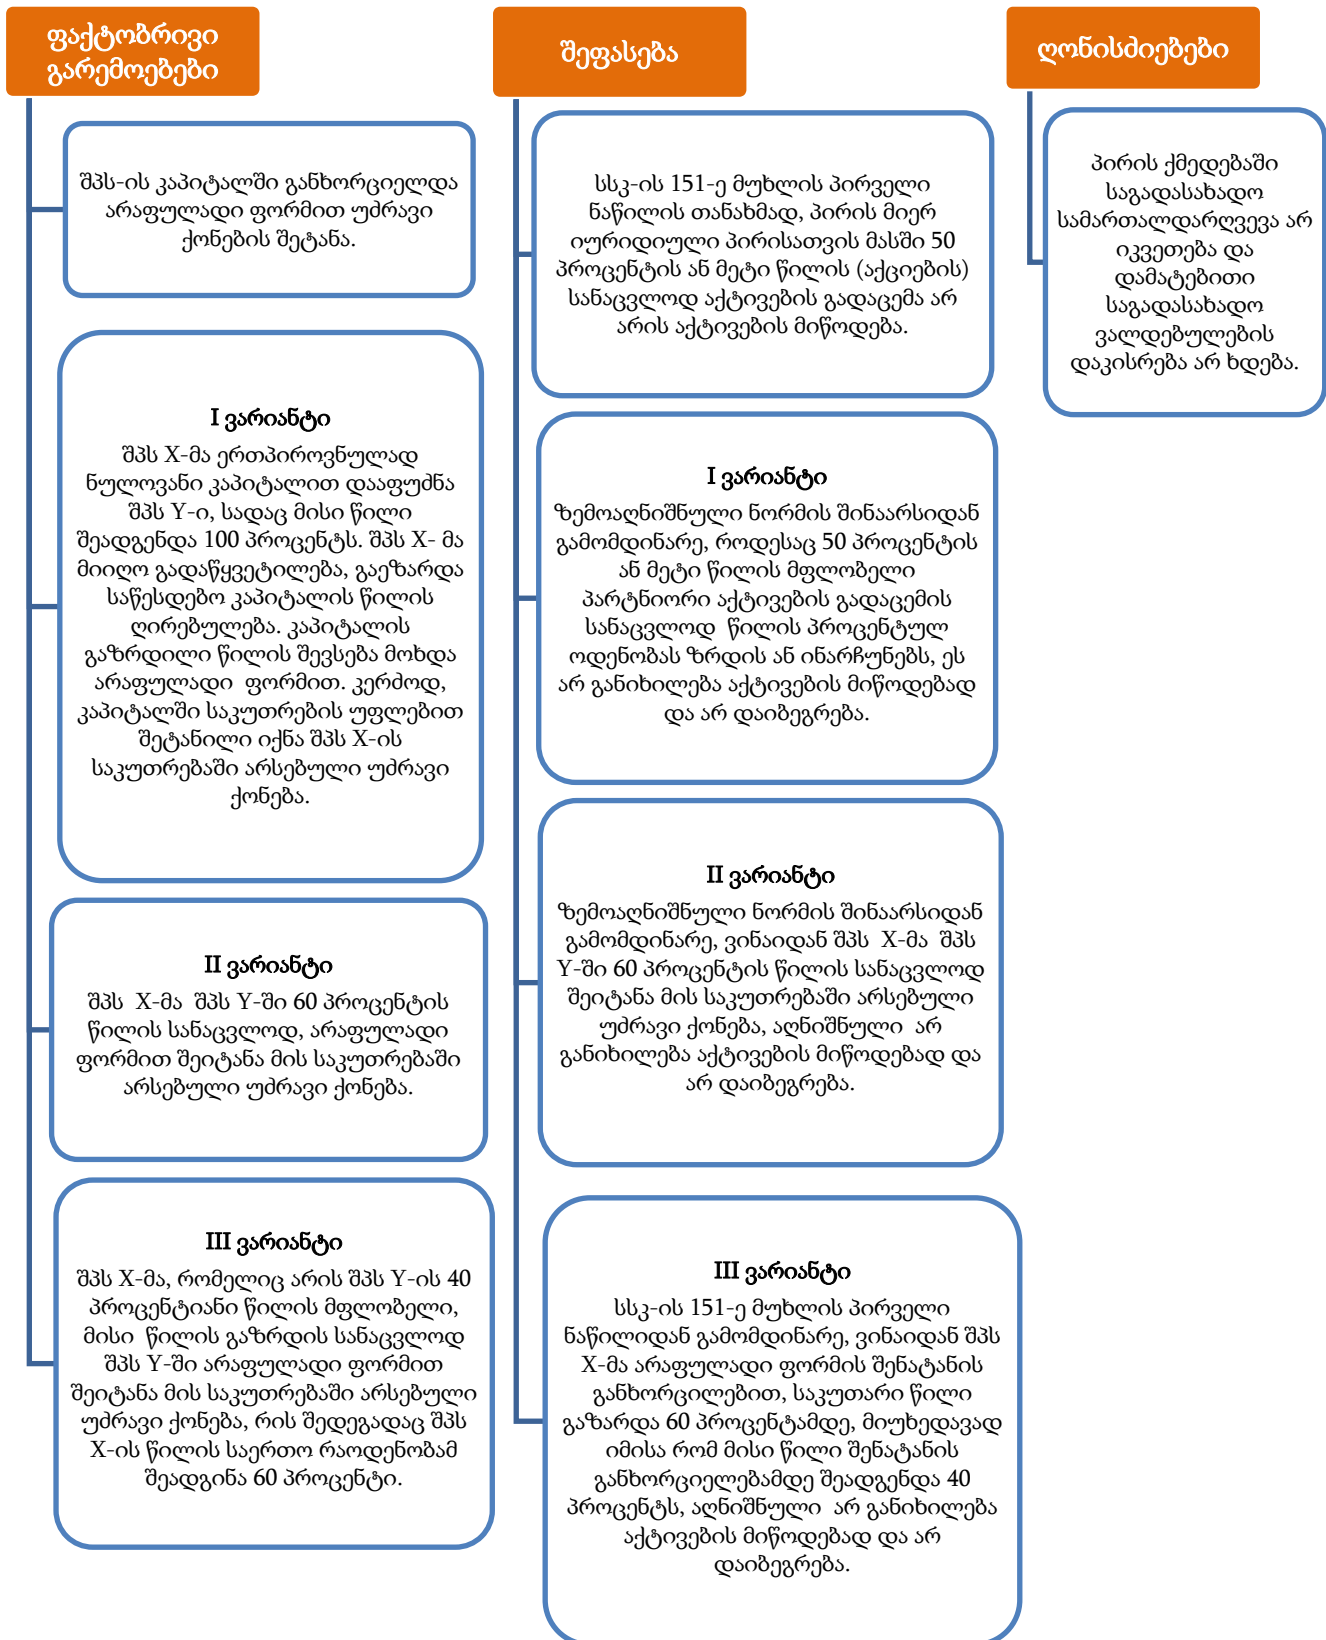 ფაქტობრივი
გარემოებები
შპს-ის კაპიტალში განხორციელდა
არაფულადი ფორმით უძრავი
ქონების შეტანა.
I ვარიანტი
შპს X-მა ერთპიროვნულად
ნულოვანი კაპიტალით დააფუძნა
შპს Y-ი, სადაც მისი წილი
შეადგენდა 100 პროცენტს. შპს X- მა
მიიღო გადაწყვეტილება, გაეზარდა
საწესდებო კაპიტალის წილის
ღირებულება. კაპიტალის
გაზრდილი წილის შევსება მოხდა
არაფულადი ფორმით. კერძოდ,
კაპიტალში საკუთრების უფლებით
შეტანილი იქნა შპს X-ის
საკუთრებაში არსებული უძრავი
ქონება.
II ვარიანტი
შპს X-მა შპს Y-ში 60 პროცენტის
წილის სანაცვლოდ, არაფულადი
ფორმით შეიტანა მის საკუთრებაში
არსებული უძრავი ქონება.
III ვარიანტი
შპს X-მა, რომელიც არის შპს Y-ის 40
პროცენტიანი წილის მფლობელი,
მისი წილის გაზრდის სანაცვლოდ
შპს Y-ში არაფულადი ფორმით
შეიტანა მის საკუთრებაში არსებული
უძრავი ქონება, რის შედეგადაც შპს
X-ის წილის საერთო რაოდენობამ
შეადგინა 60 პროცენტი.
შეფასება
სსკ-ის 151-ე მუხლის პირველი
ნაწილის თანახმად, პირის მიერ
იურიდიული პირისათვის მასში 50
პროცენტის ან მეტი წილის (აქციების)
სანაცვლოდ აქტივების გადაცემა არ
არის აქტივების მიწოდება.
I ვარიანტი
ზემოაღნიშნული ნორმის შინაარსიდან
გამომდინარე, როდესაც 50 პროცენტის
ან მეტი წილის მფლობელი
პარტნიორი აქტივების გადაცემის
სანაცვლოდ წილის პროცენტულ
ოდენობას ზრდის ან ინარჩუნებს, ეს
არ განიხილება აქტივების მიწოდებად
და არ დაიბეგრება.
II ვარიანტი
ზემოაღნიშნული ნორმის შინაარსიდან
გამომდინარე, ვინაიდან შპს X-მა შპს
Y-ში 60 პროცენტის წილის სანაცვლოდ
შეიტანა მის საკუთრებაში არსებული
უძრავი ქონება, აღნიშნული არ
განიხილება აქტივების მიწოდებად და
არ დაიბეგრება.
III ვარიანტი
სსკ-ის 151-ე მუხლის პირველი
ნაწილიდან გამომდინარე, ვინაიდან შპს
X-მა არაფულადი ფორმის შენატანის
განხორცილებით, საკუთარი წილი
გაზარდა 60 პროცენტამდე, მიუხედავად
იმისა რომ მისი წილი შენატანის
განხორციელებამდე შეადგენდა 40
პროცენტს, აღნიშნული არ განიხილება
აქტივების მიწოდებად და არ
დაიბეგრება.
ღონისძიებები
პირის ქმედებაში
საგადასახადო
სამართალდარღვევა არ
იკვეთება და
დამატებითი
საგადასახადო
ვალდებულების
დაკისრება არ ხდება.